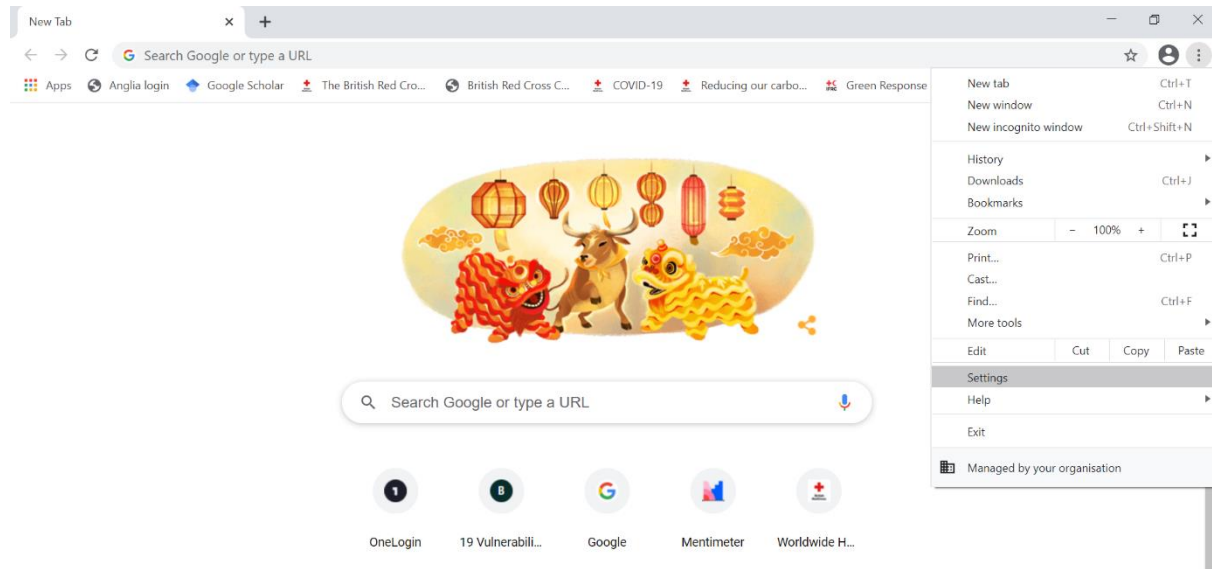 New Tab
Search Google or type a URL
Apps Anglia login Google Scholar The British Red Cro... British Red Cross C... COVID-19 Reducing our carbo... Green Response
New tab Ctrl+T
New window Ctrl+N
New incognito window Ctrl+Shift+N
History
Downloads Ctrl+J
Bookmarks
Zoom - 100% +
Print... Ctrl+P
Cast...
Find... Ctrl+F
More tools
Edit Cut Copy Paste
Settings
Help
Exit
Managed by your organisation
Search Google or type a URL
1 B G
OneLogin 19 Vulnerabili... Google Mentimeter Worldwide H...